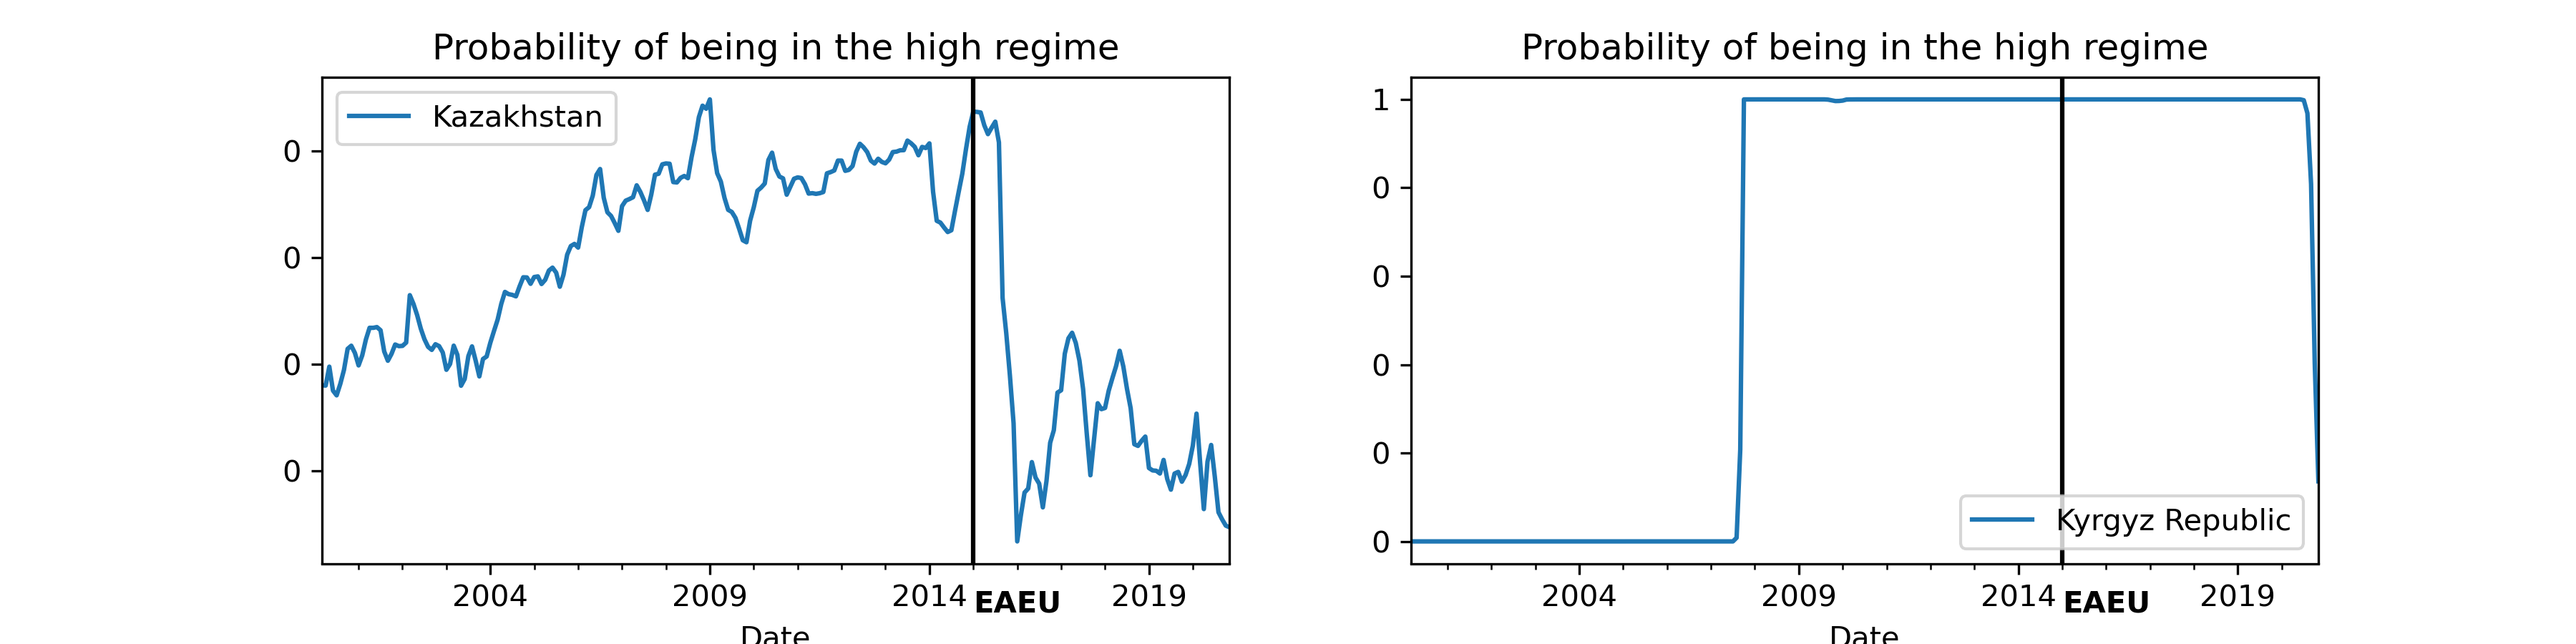 Probability of being in the high regime
Kazakhstan
0
0
0
0
2004 2009 2014 EAEU 2019
Date
Probability of being in the high regime
1
0
0
0
0
0
Kyrgyz Republic
2004 2009 2014 EAEU 2019
Date